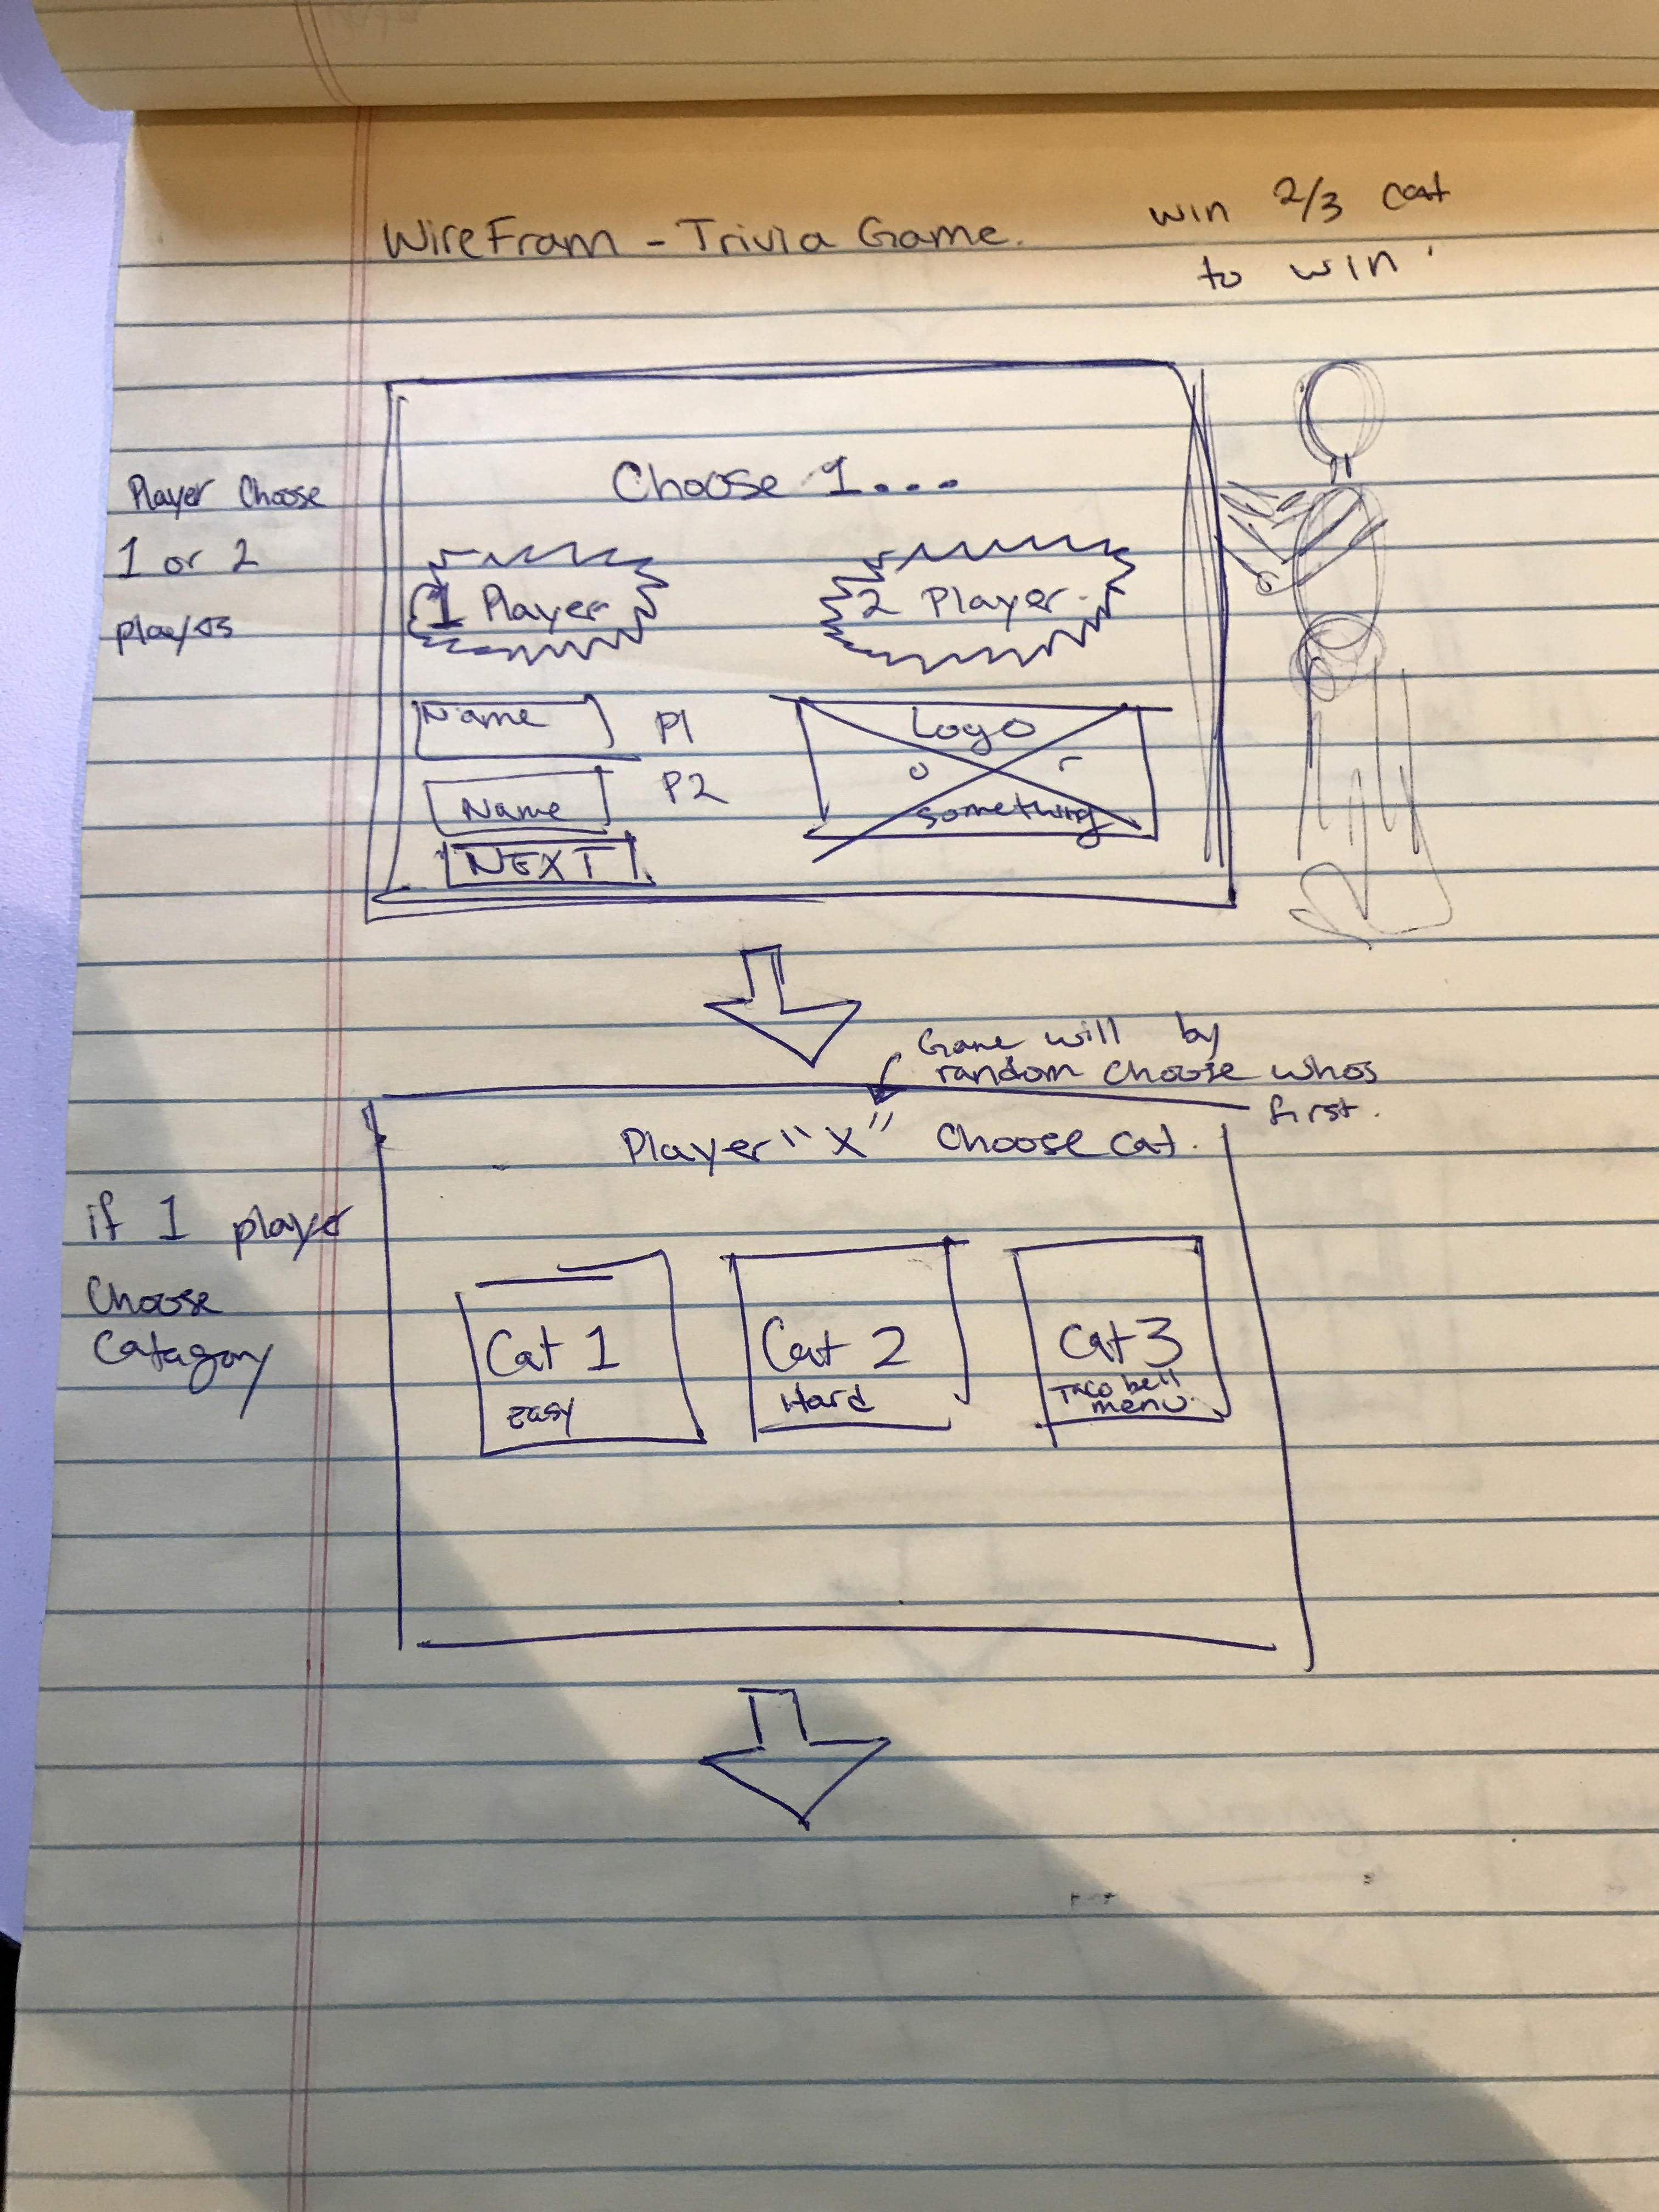 WireFram - Trivia Game.
win 2/3 cat
to win.
Player Choose
1 or 2
Choose 1...
1 Player
2 Player.
Name P1
Name P2
NEXT
Logo
or
something
Game will by
random choose whos
first.
Player "X" Choose cat.
if 1 player
Choose
Catagory
Cat 1
Easy
Cat 2
Hard
Cat 3
Taco bell
menu.